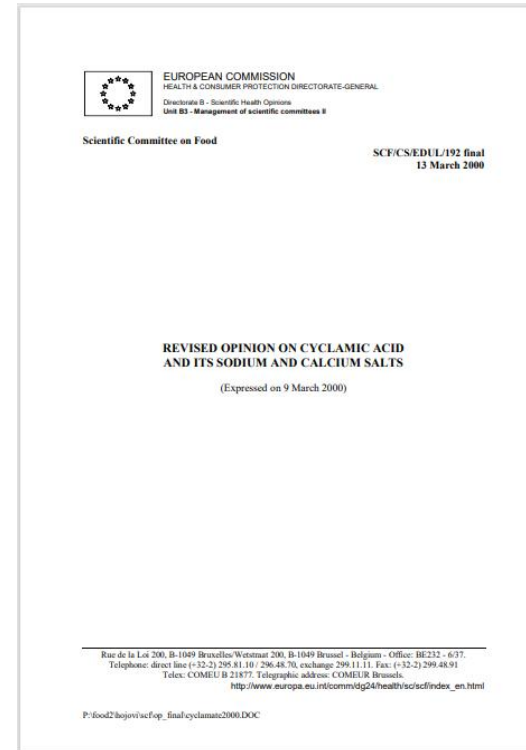 EUROPEAN COMMISSION
HEALTH & CONSUMER PROTECTION DIRECTORATE-GENERAL
Directorate B - Scientific Health Opinions
Unit B3 - Management of scientific committees II
Scientific Committee on Food
SCF/CS/EDUL/192 final
13 March 2000
REVISED OPINION ON CYCLAMIC ACID
AND ITS SODIUM AND CALCIUM SALTS
(Expressed on 9 March 2000)
Rue de la Loi 200, B-1049 Bruxelles/Wetstraat 200, B-1049 Brussel - Belgium - Office: BE232 - 6/37.
Telephone: direct line (+32-2) 295.81.10 / 296.48.70, exchange 299.11.11. Fax: (+32-2) 299.48.91
Telex: COMEU B 21877. Telegraphic address: COMEUR Brussels.
http://www.europa.eu.int/comm/dg24/health/sc/scf/index_en.html
P:\food2\hojovi\scf\op_final\cyclamate2000.DOC